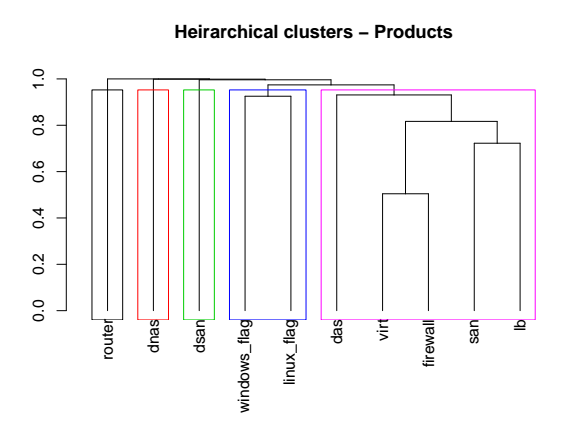 Heirarchical clusters − Products
1.0
0.8
0.6
0.4
0.2
0.0
router
dnas
dsan
windows_flag
linux_flag
das
virt
firewall
san
lb